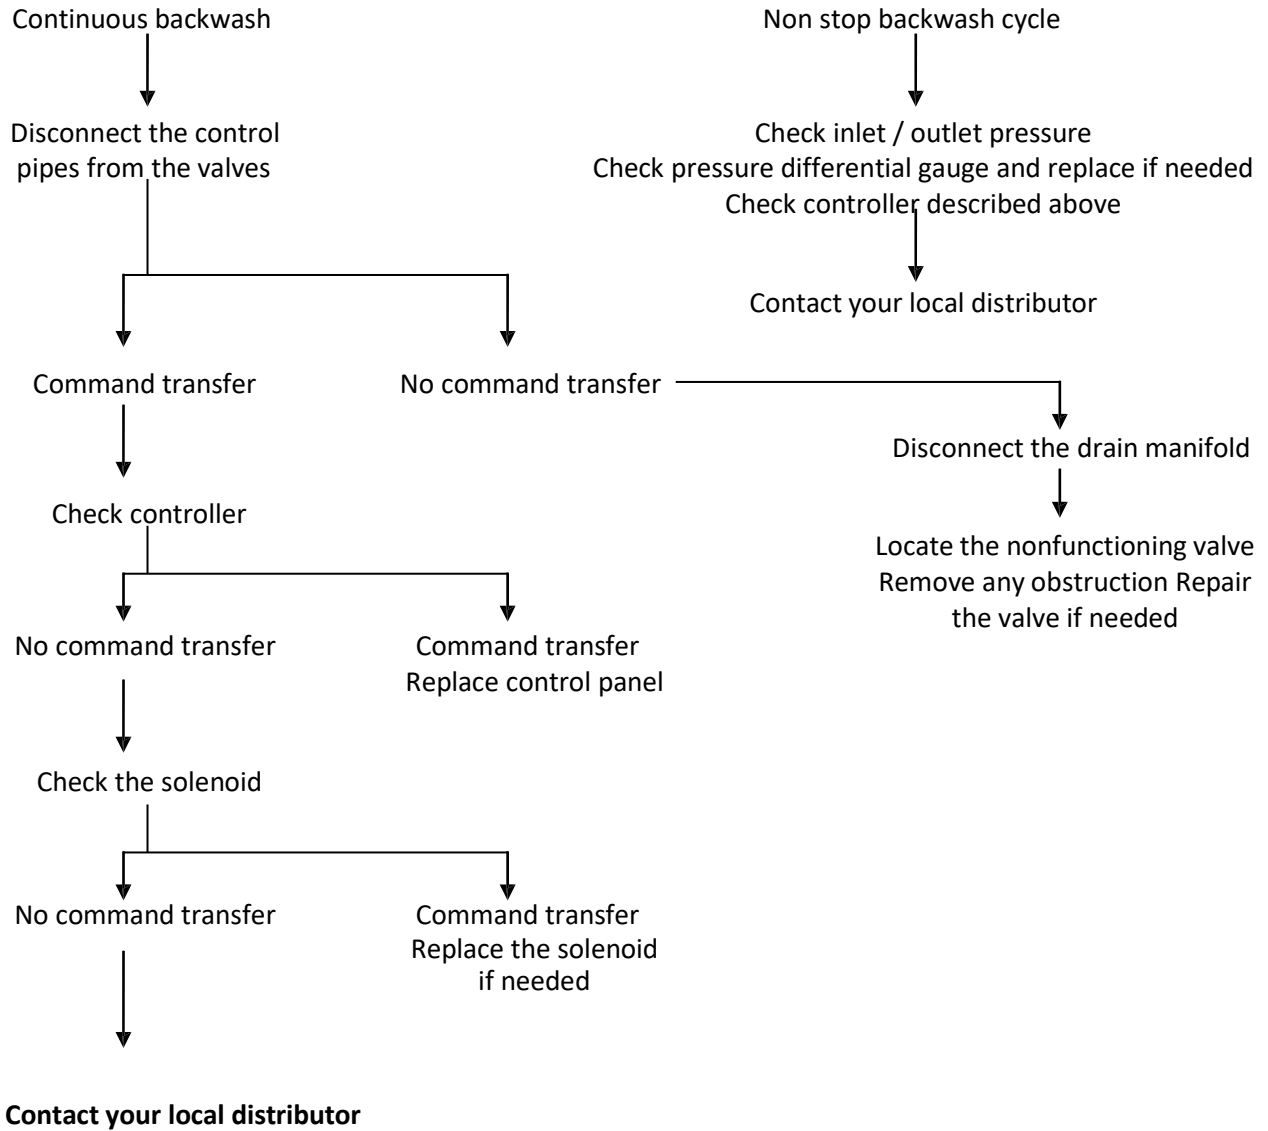 Continuous backwash
Non stop backwash cycle
Disconnect the control
pipes from the valves
Check inlet / outlet pressure
Check pressure differential gauge and replace if needed
Check controller described above
Contact your local distributor
Command transfer
No command transfer
Disconnect the drain manifold
Check controller
Locate the nonfunctioning valve
Remove any obstruction Repair
the valve if needed
No command transfer
Command transfer
Replace control panel
Check the solenoid
No command transfer
Command transfer
Replace the solenoid
if needed
Contact your local distributor